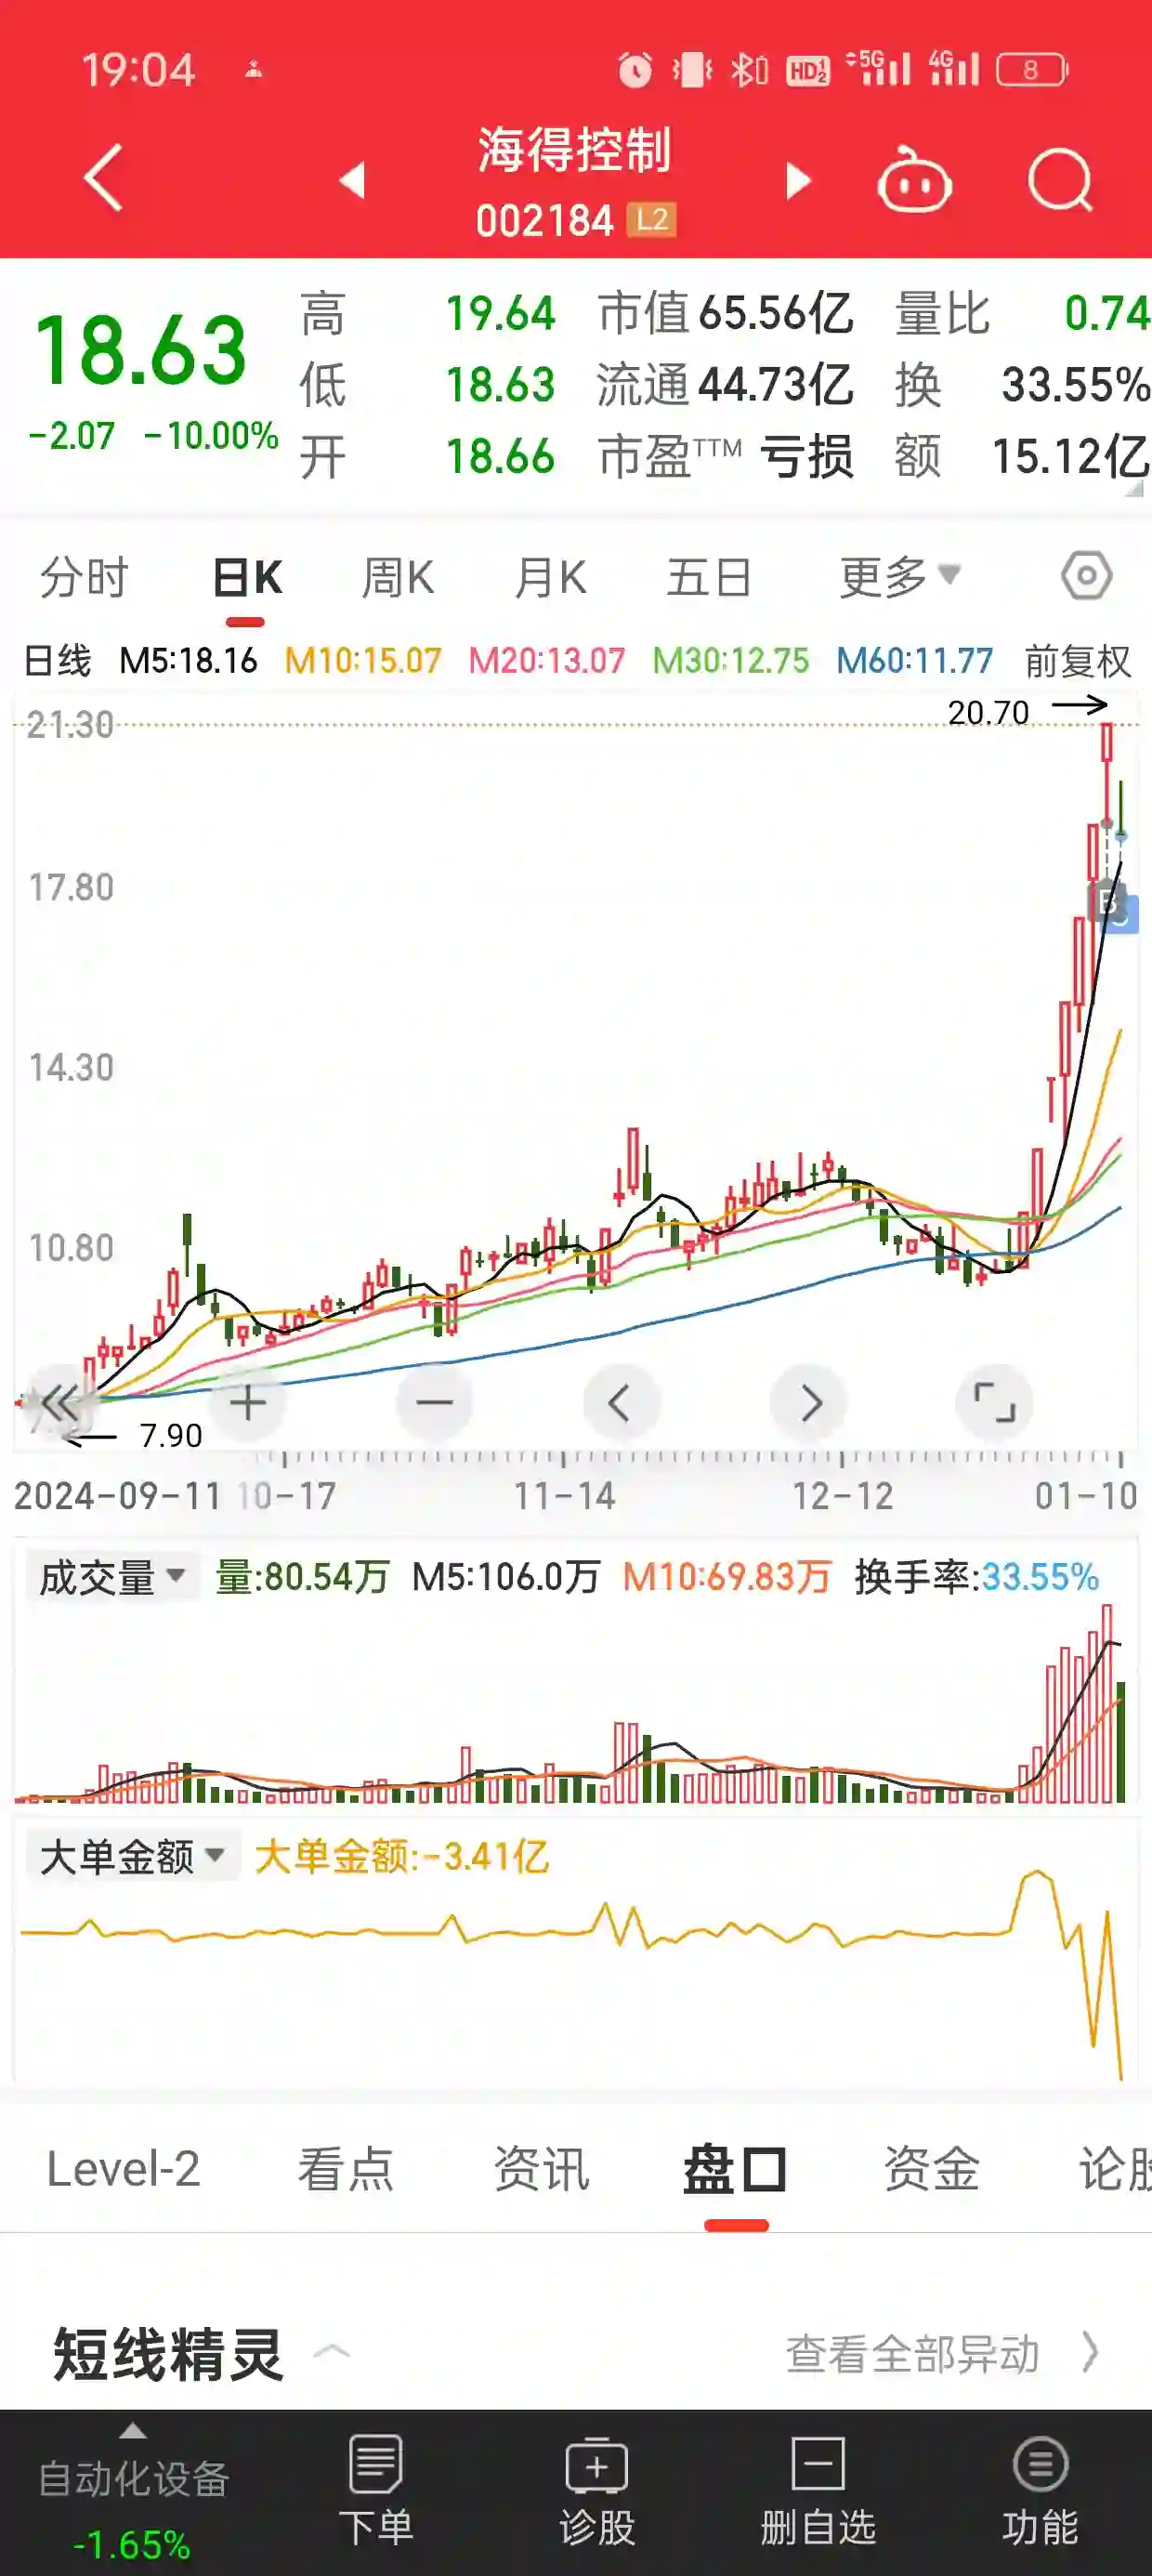 19:04 HD12 5G 4G 8
海得控制
002184 L2
18.63 高 19.64 市值 65.56亿 量比 0.74
低 18.63 流通 44.73亿 换 33.55%
-2.07 -10.00% 开 18.66 市盈TTM 亏损 额 15.12亿
分时 日K 周K 月K 五日 更多
日线 M5:18.16 M10:15.07 M20:13.07 M30:12.75 M60:11.77 前复权
20.70
21.30
17.80
B
14.30
10.80
7.90
2024-09-11 10-17 11-14 12-12 01-10
成交量 量:80.54万 M5:106.0万 M10:69.83万 换手率:33.55%
大单金额 大单金额:-3.41亿
Level-2 看点 资讯 盘口 资金 论股
短线精灵 查看全部异动
自动化设备 下单 诊股 删自选 功能
-1.65%